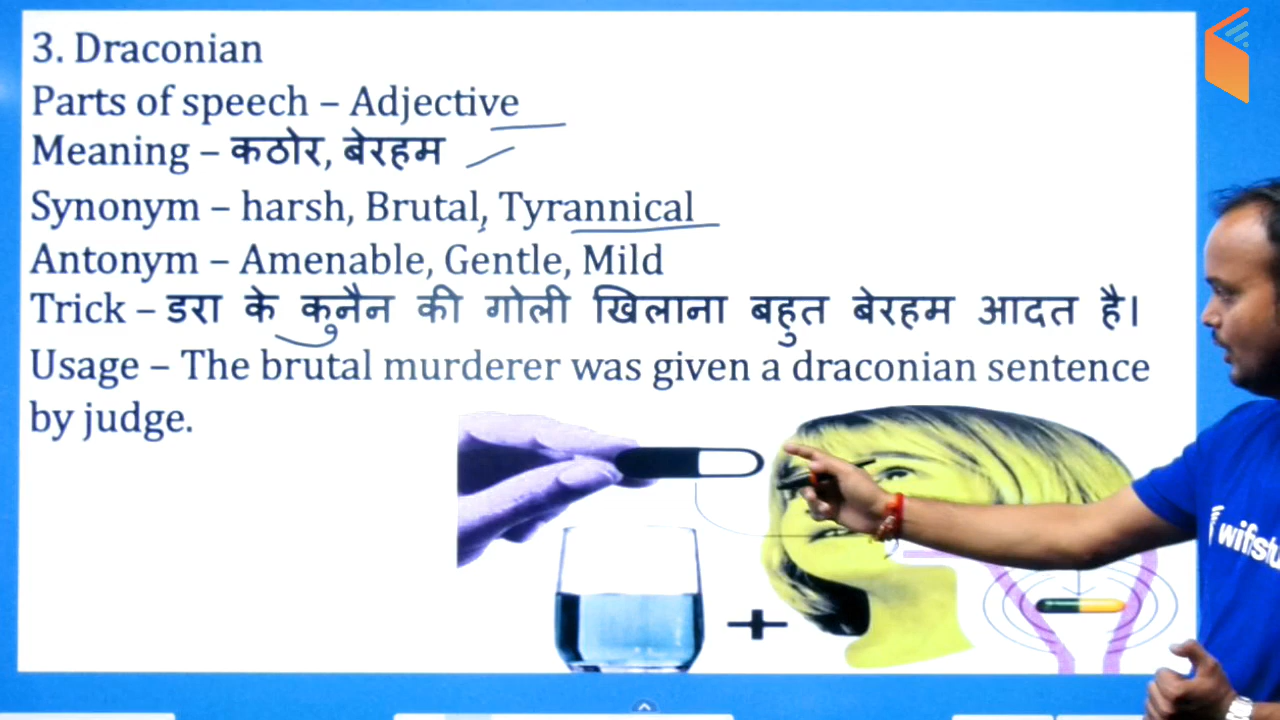 3. Draconian
Parts of speech – Adjective
Meaning – कठोर, बेरहम
Synonym – harsh, Brutal, Tyrannical
Antonym – Amenable, Gentle, Mild
Trick – डरा के कुनैन की गोली खिलाना बहुत बेरहम आदत है।
Usage – The brutal murderer was given a draconian sentence
by judge.